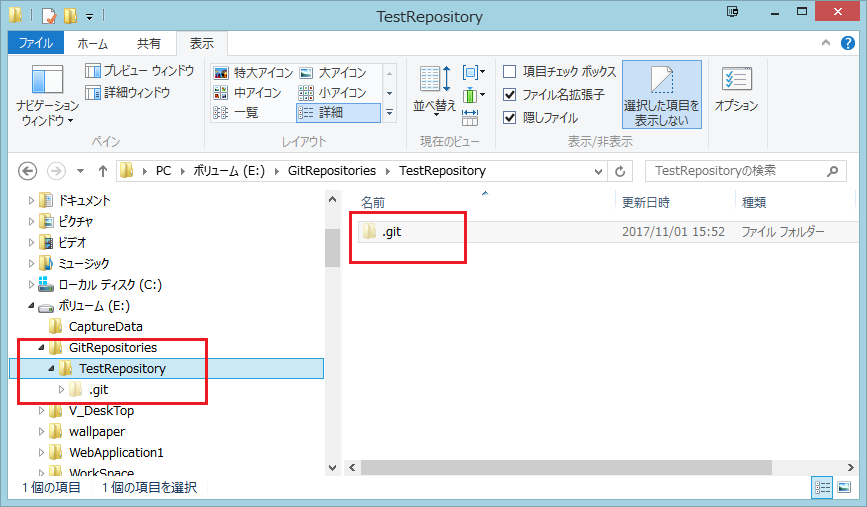 TestRepository
ファイル ホーム 共有 表示
ナビゲーション ウィンドウ
プレビュー ウィンドウ
詳細ウィンドウ
ペイン
特大アイコン 大アイコン
中アイコン 小アイコン
一覧 詳細
レイアウト
並べ替え
現在のビュー
項目チェック ボックス
ファイル名拡張子
隠しファイル
選択した項目を
表示しない
表示/非表示
オプション
PC ボリューム (E:) GitRepositories TestRepository
TestRepositoryの検索
ドキュメント
ピクチャ
ビデオ
ミュージック
ローカル ディスク (C:)
ボリューム (E:)
CaptureData
GitRepositories
TestRepository
.git
V_DeskTop
wallpaper
WebApplication1
WorkSpace
名前 更新日時 種類
.git 2017/11/01 15:52 ファイル フォルダー
1個の項目 1個の項目を選択